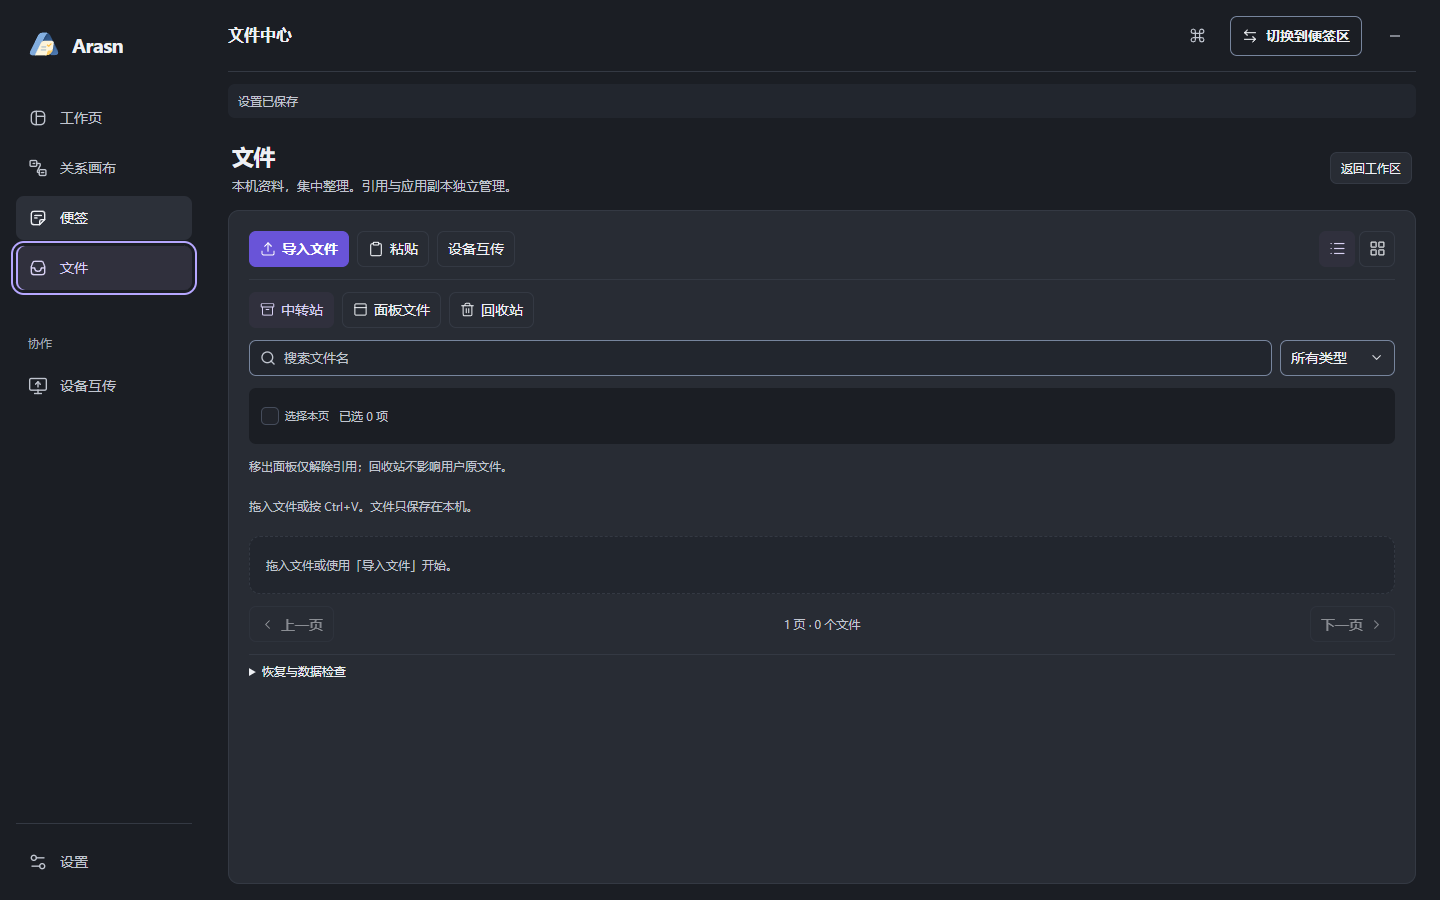 Arasn
工作页
关系画布
便签
文件
协作
设备互传
设置
文件中心
切换到便签区
设置已保存
文件
本机资料，集中整理。引用与应用副本独立管理。
返回工作区
导入文件
粘贴
设备互传
中转站
面板文件
回收站
搜索文件名
所有类型
选择本页 已选 0 项
移出面板仅解除引用；回收站不影响用户原文件。
拖入文件或按 Ctrl+V。文件只保存在本机。
拖入文件或使用「导入文件」开始。
上一页
1 页 · 0 个文件
下一页
恢复与数据检查